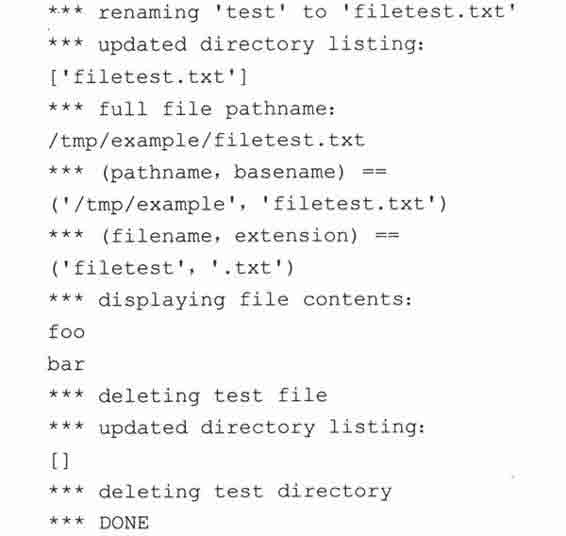 *** renaming 'test' to 'filetest.txt'
*** updated directory listing:
['filetest.txt']
*** full file pathname:
/tmp/example/filetest.txt
*** (pathname, basename) ==
('/tmp/example', 'filetest.txt')
*** (filename, extension) ==
('filetest', '.txt')
*** displaying file contents:
foo
bar
*** deleting test file
*** updated directory listing:
[]
*** deleting test directory
*** DONE